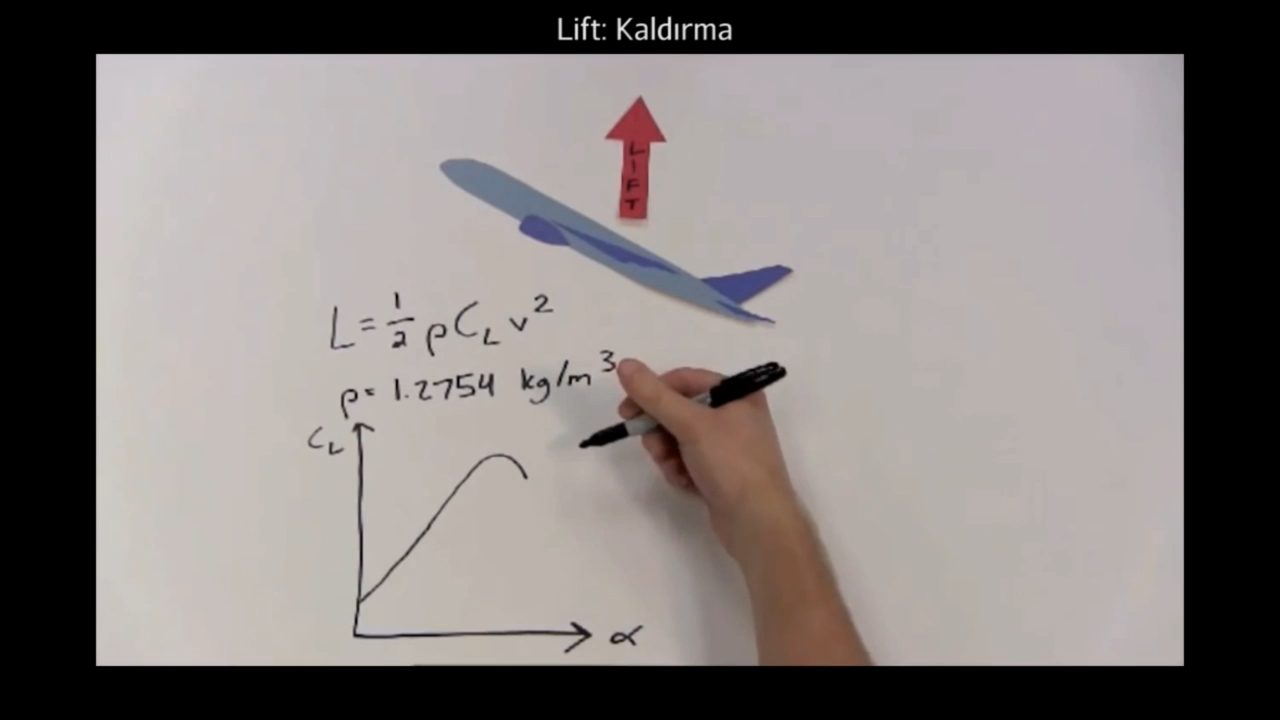 Lift: Kaldırma
LIFT
L = 1/2 ρ C_L v²
ρ = 1.2754 kg/m³
C_L
α